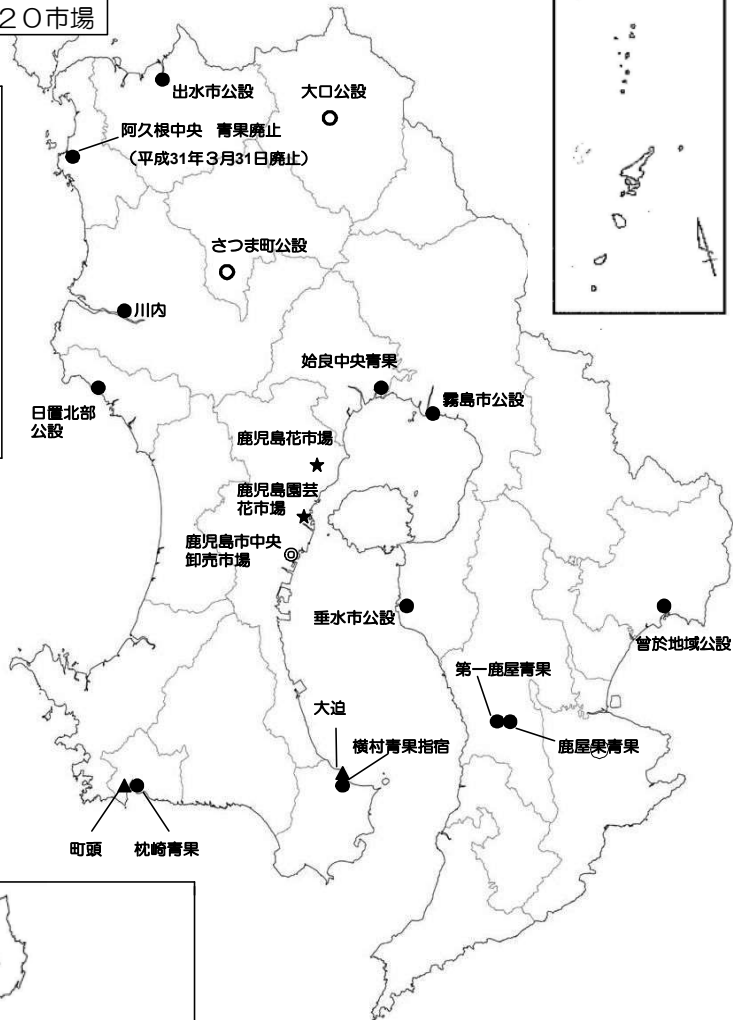 20市場
出水市公設
大口公設
阿久根中央　青果廃止
（平成31年3月31日廃止）
さつま町公設
川内
姶良中央青果
霧島市公設
日置北部
公設
鹿児島花市場
鹿児島園芸
花市場
鹿児島市中央
卸売市場
垂水市公設
曽於地域公設
第一鹿屋青果
大迫
横村青果指宿
鹿屋果青果
町頭
枕崎青果